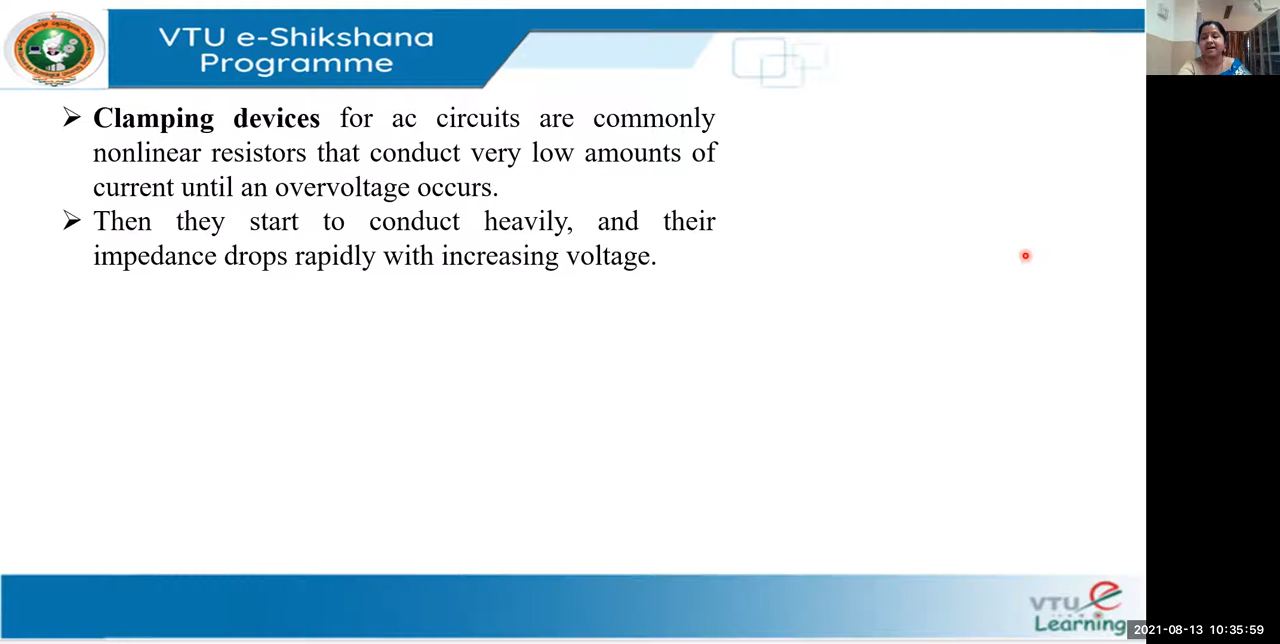 VTU e-Shikshana
Programme
➢ Clamping devices for ac circuits are commonly
nonlinear resistors that conduct very low amounts of
current until an overvoltage occurs.
➢ Then they start to conduct heavily, and their
impedance drops rapidly with increasing voltage.
VTU e
Learning
2021-08-13 10:35:59